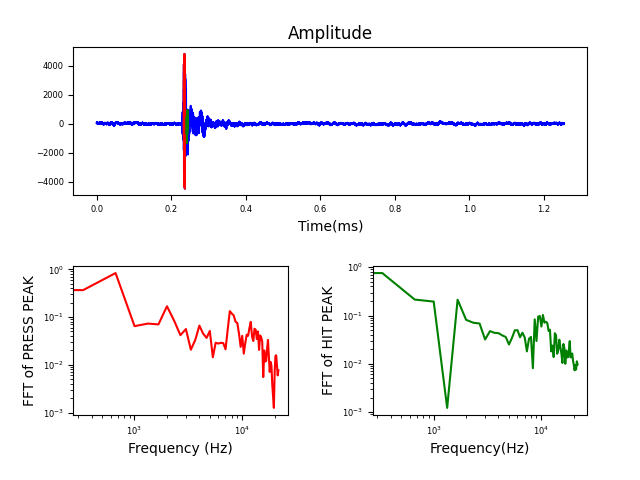 Amplitude
4000
2000
0
−2000
−4000
0.0 0.2 0.4 0.6 0.8 1.0 1.2
Time(ms)
FFT of PRESS PEAK
10⁰
10⁻¹
10⁻²
10⁻³
10³ 10⁴
Frequency (Hz)
FFT of HIT PEAK
10⁰
10⁻¹
10⁻²
10⁻³
10³ 10⁴
Frequency(Hz)